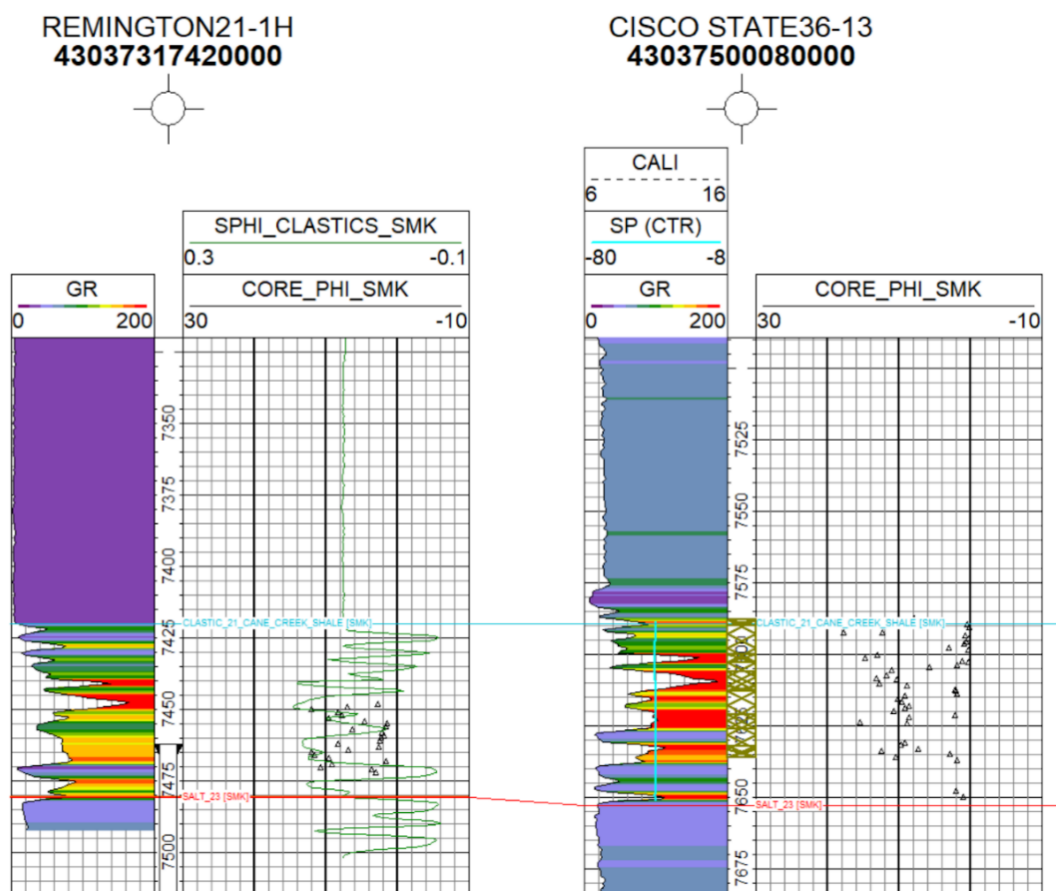 REMINGTON21-1H
43037317420000
CISCO STATE36-13
43037500080000
CALI
6 16
SPHI_CLASTICS_SMK
0.3 -0.1
SP (CTR)
-80 -8
GR
0 200
CORE_PHI_SMK
30 -10
GR
0 200
CORE_PHI_SMK
30 -10
7350
7375
7400
7425
7450
7475
7500
7525
7550
7575
7650
7675
CLASTIC_21_CANE_CREEK_SHALE [SMK]
CLASTIC_21_CANE_CREEK_SHALE [SMK]
SALT_23 [SMK]
SALT_23 [SMK]